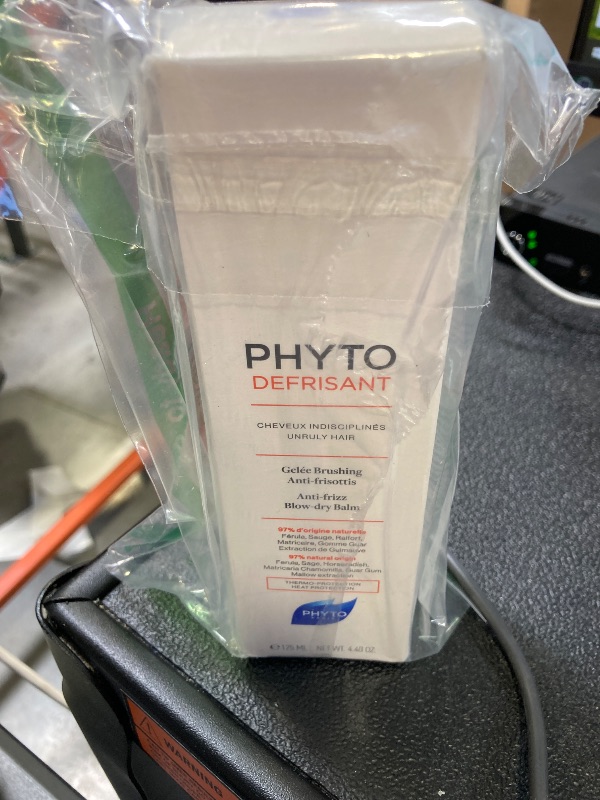 PHYTO
DEFRISANT
CHEVEUX INDISCIPLINÉS
UNRULY HAIR
Gelée Brushing
Anti-frisottis
Anti-frizz
Blow-dry Balm
97% d'origine naturelle
Férula, Sauge, Raifort,
Matricaire, Gomme Guar
Extraction de Guimauve
97% natural origin
Ferula, Sage, Horseradish,
Matricaria Chamomilla, Guar Gum
Mallow extraction
THERMO-PROTECTION
HEAT PROTECTION
PHYTO
e 125 ML NET WT. 4.40 OZ
WARNING